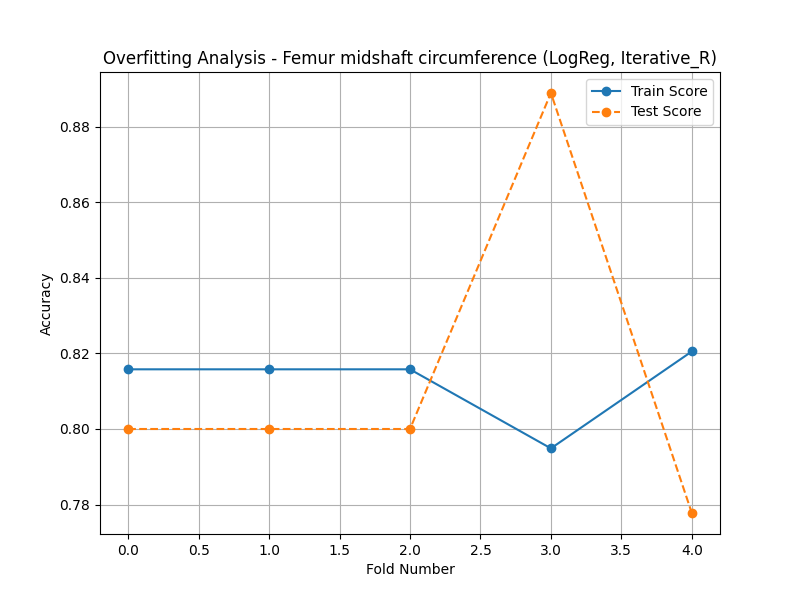 Overfitting Analysis - Femur midshaft circumference (LogReg, Iterative_R)
Train Score
Test Score
0.88
0.86
0.84
0.82
0.80
0.78
Accuracy
0.0 0.5 1.0 1.5 2.0 2.5 3.0 3.5 4.0
Fold Number